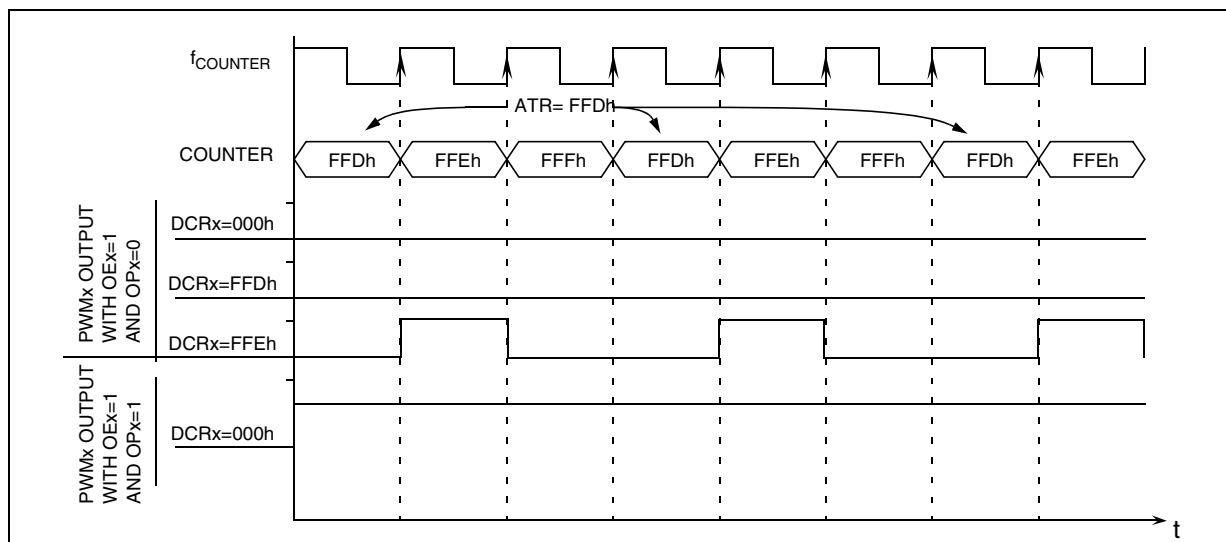 fCOUNTER
ATR= FFDh
COUNTER
FFDh FFEh FFFh FFDh FFEh FFFh FFDh FFEh
PWMx OUTPUT
WITH OEx=1
AND OPx=0
DCRx=000h
DCRx=FFDh
DCRx=FFEh
PWMx OUTPUT
WITH OEx=1
AND OPx=1
DCRx=000h
t